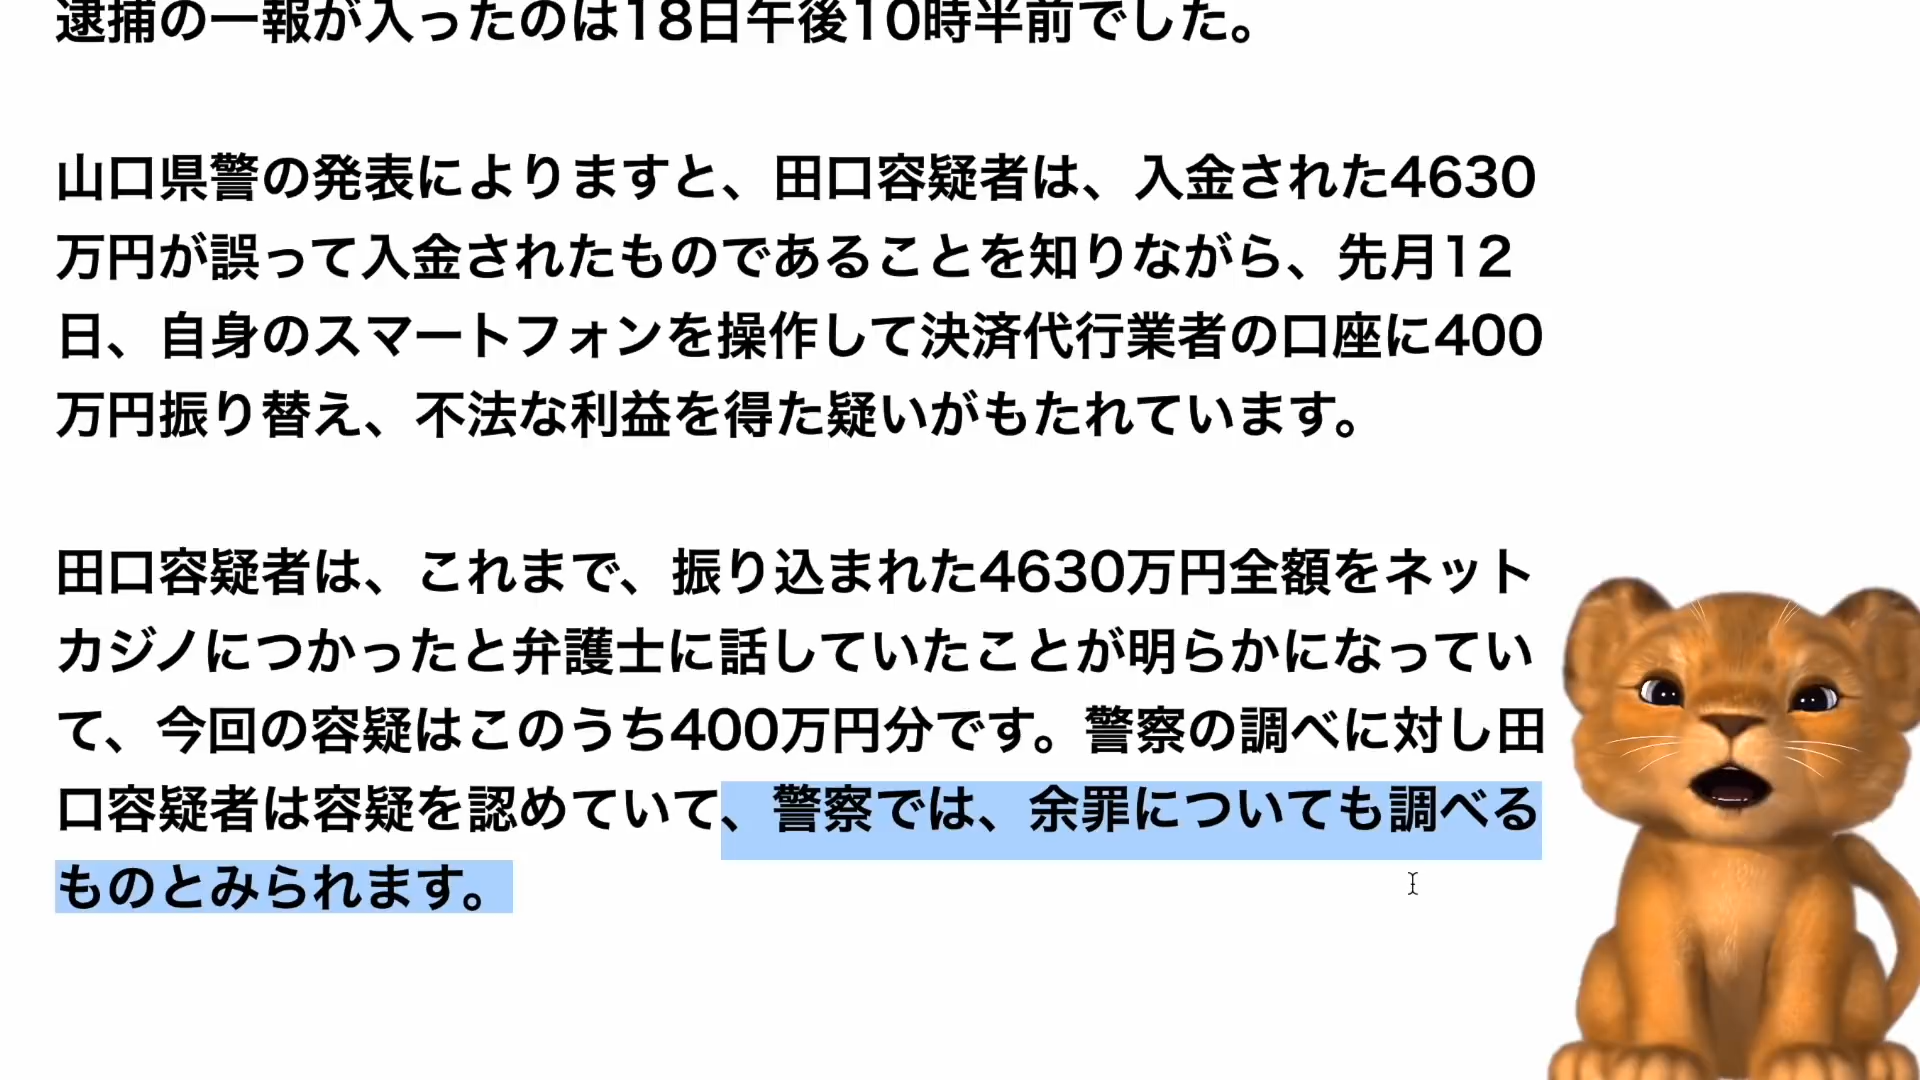 逮捕の一報が入ったのは18日午後10時半前でした。
山口県警の発表によりますと、田口容疑者は、入金された4630
万円が誤って入金されたものであることを知りながら、先月12
日、自身のスマートフォンを操作して決済代行業者の口座に400
万円振り替え、不法な利益を得た疑いがもたれています。
田口容疑者は、これまで、振り込まれた4630万円全額をネット
カジノにつかったと弁護士に話していたことが明らかになってい
て、今回の容疑はこのうち400万円分です。警察の調べに対し田
口容疑者は容疑を認めていて、警察では、余罪についても調べる
ものとみられます。